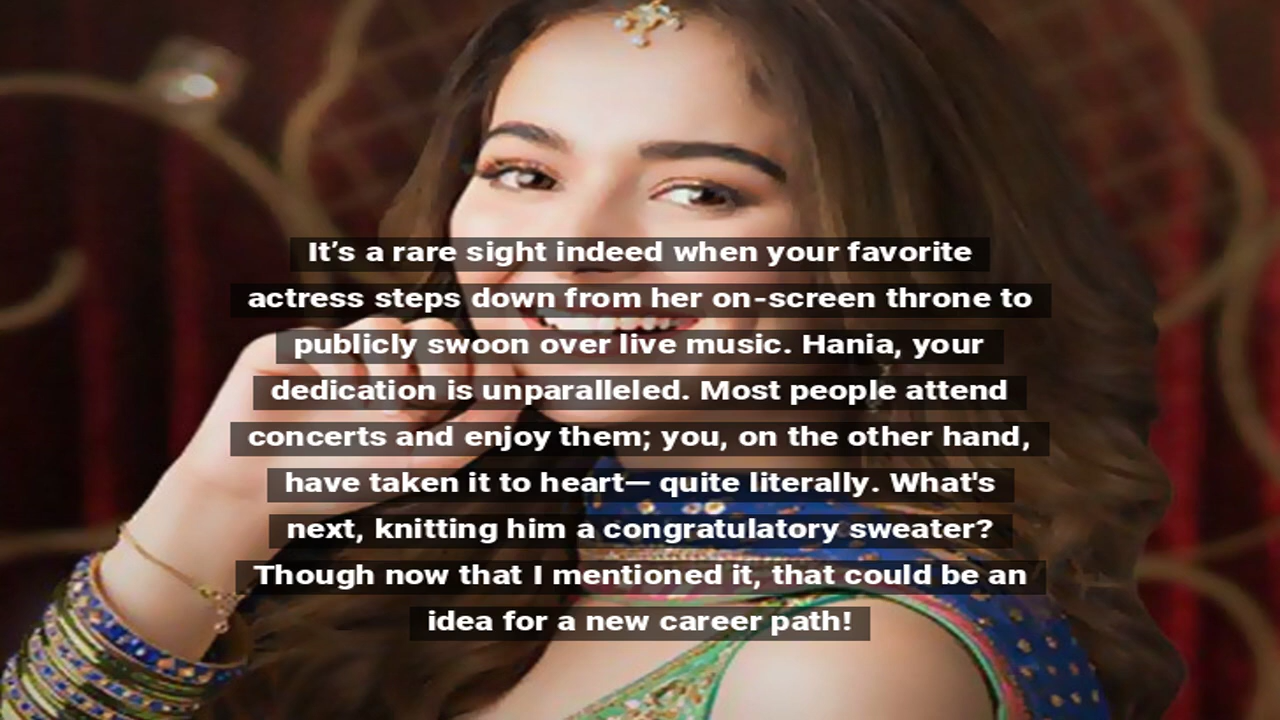 It’s a rare sight indeed when your favorite
actress steps down from her on-screen throne to
publicly swoon over live music. Hania, your
dedication is unparalleled. Most people attend
concerts and enjoy them; you, on the other hand,
have taken it to heart— quite literally. What's
next, knitting him a congratulatory sweater?
Though now that I mentioned it, that could be an
idea for a new career path!